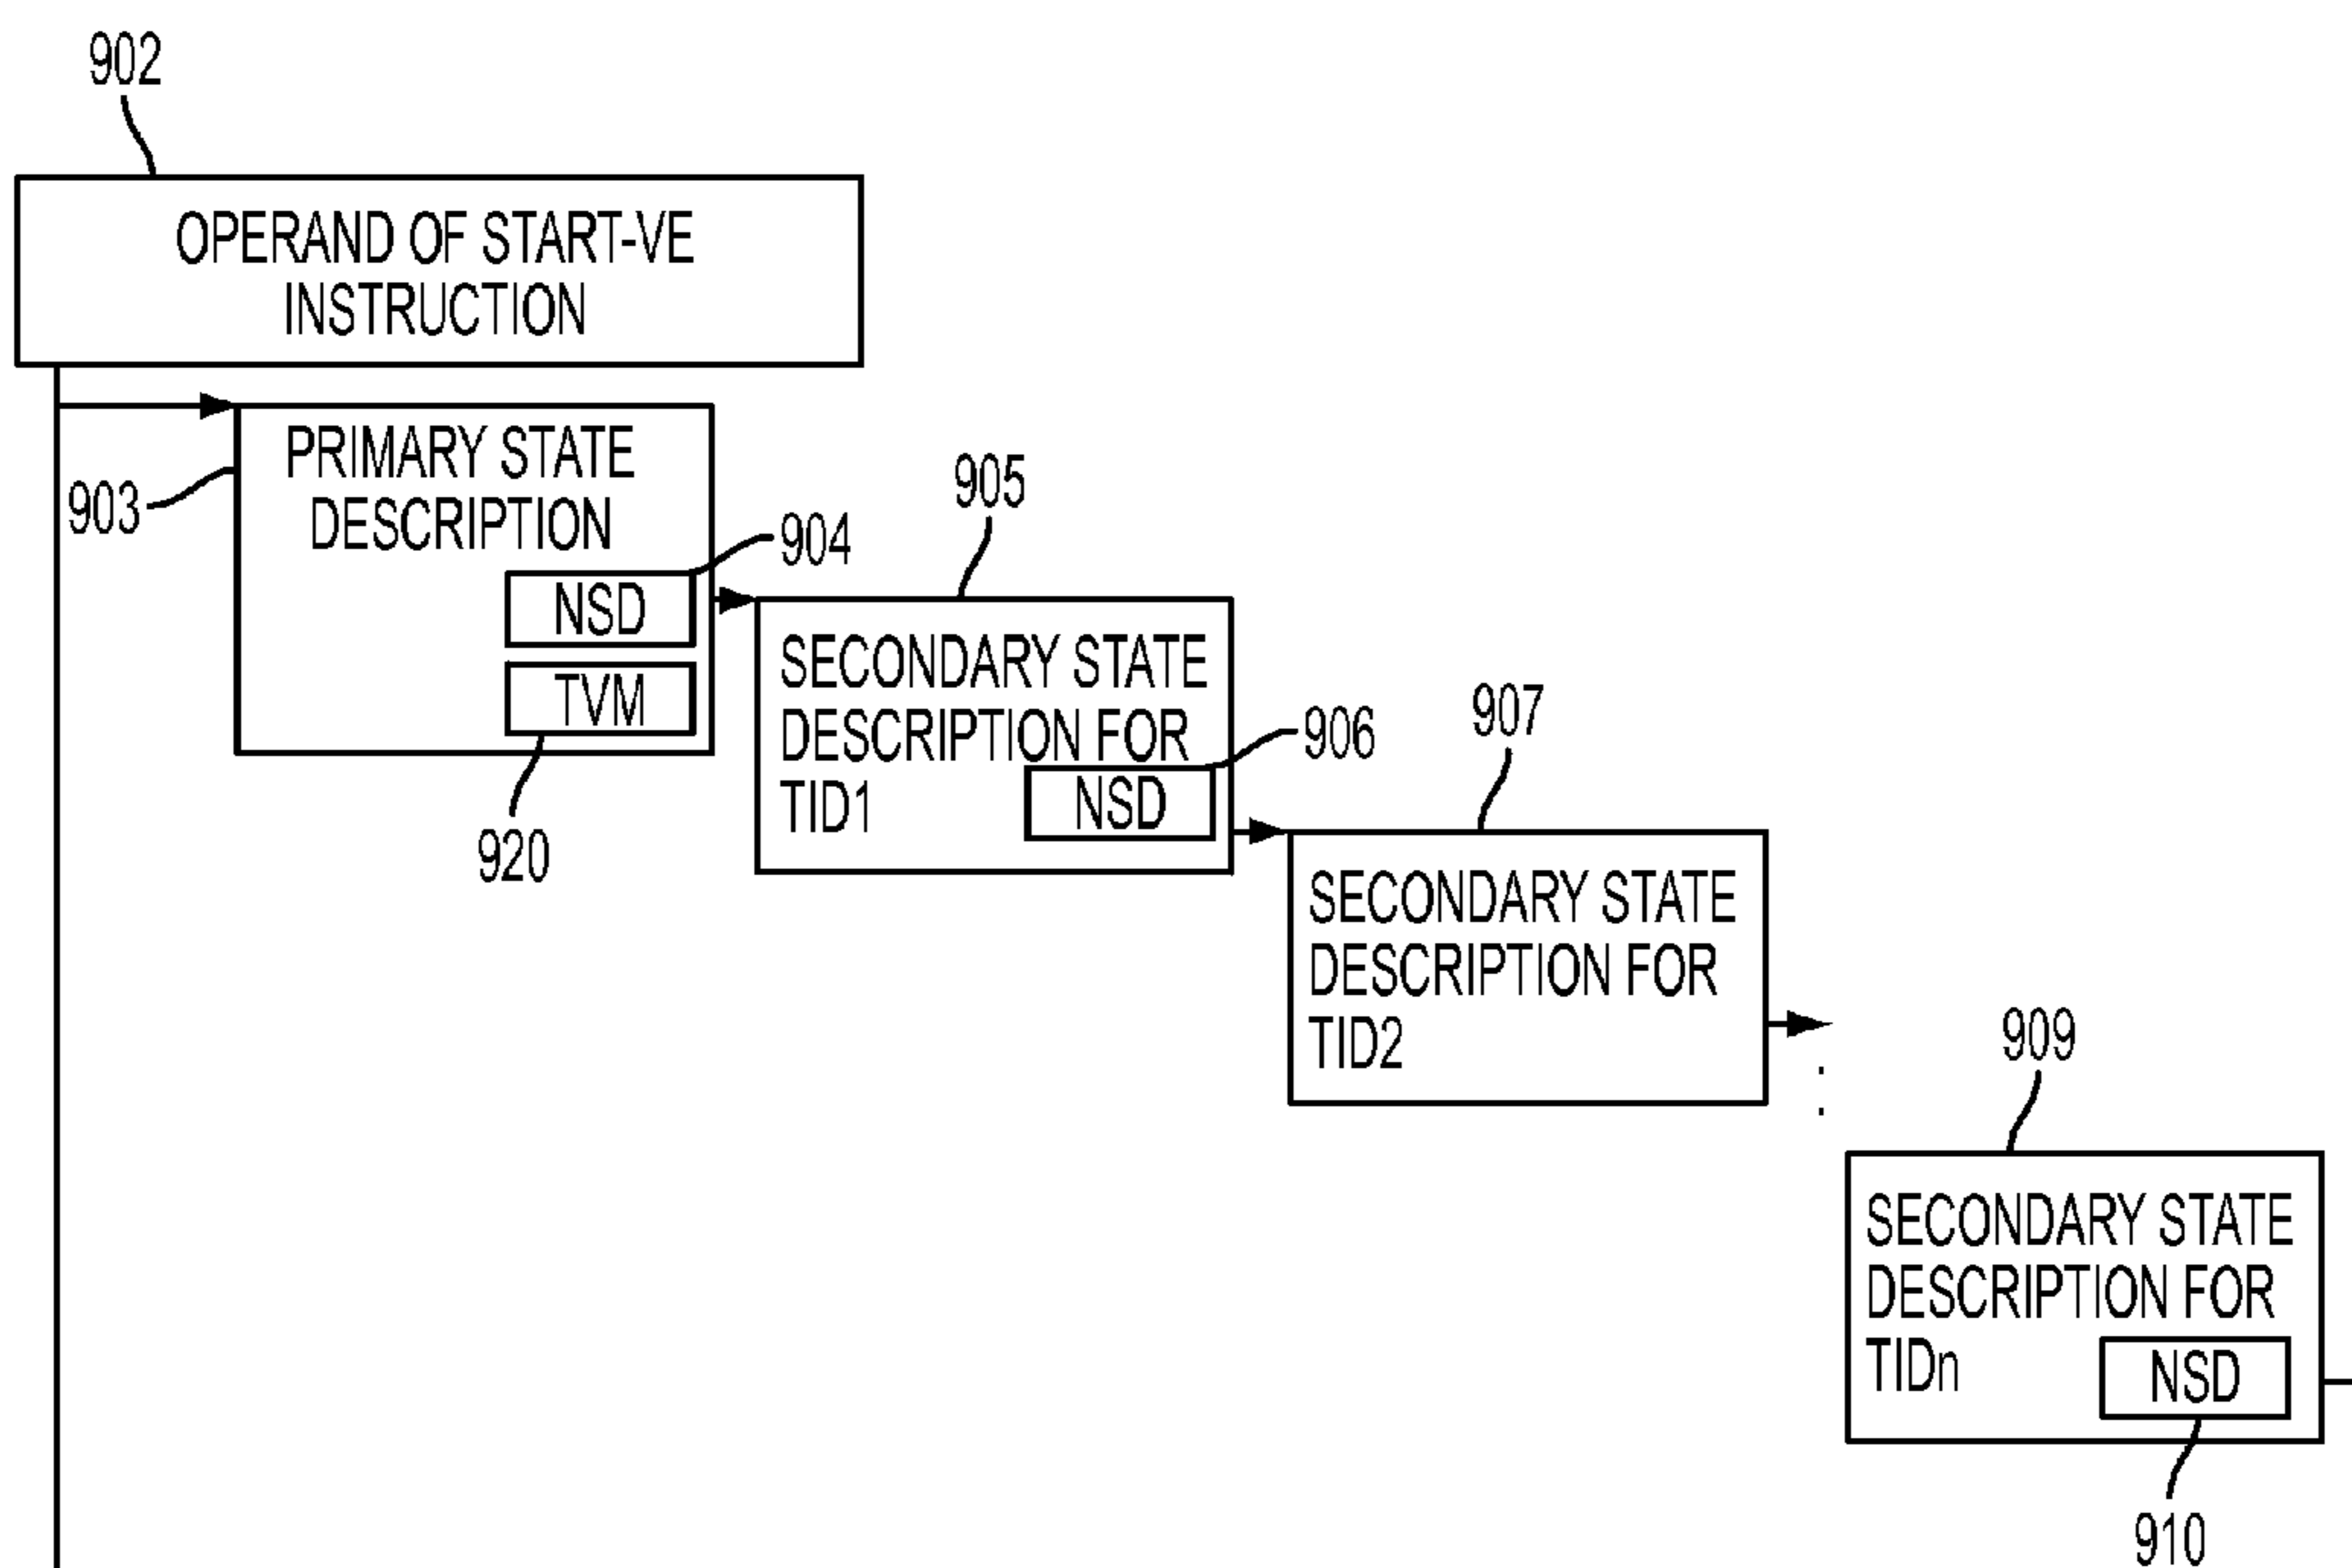 902
OPERAND OF START-VE
INSTRUCTION
PRIMARY STATE
DESCRIPTION
903
904
NSD
TVM
920
905
SECONDARY STATE
DESCRIPTION FOR
TID1
906
NSD
907
SECONDARY STATE
DESCRIPTION FOR
TID2
909
SECONDARY STATE
DESCRIPTION FOR
TIDn
NSD
910